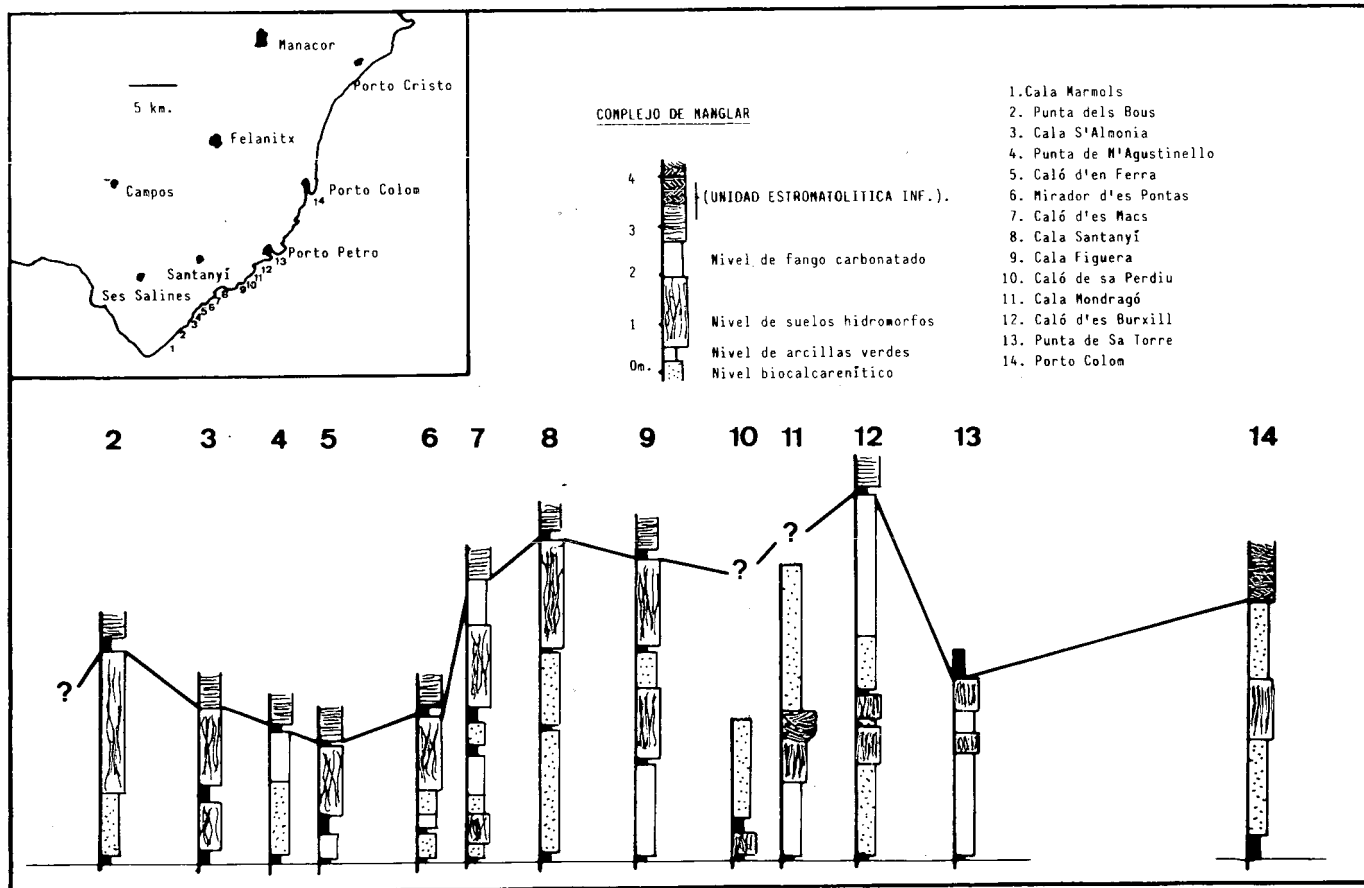 Manacor
Porto Cristo
5 km.
Felanitx
Campos
Porto Colom
14
Porto Petro
13
12
11
10
9
Santanyí
8
7
6
5
4
3
2
1
Ses Salines
COMPLEJO DE MANGLAR
4
(UNIDAD ESTROMATOLITICA INF.).
3
Nivel de fango carbonatado
2
Nivel de suelos hidromorfos
1
Nivel de arcillas verdes
0m.
Nivel biocalcarenítico
1.Cala Marmols
2. Punta dels Bous
3. Cala S'Almonia
4. Punta de M'Agustinello
5. Caló d'en Ferra
6. Mirador d'es Pontas
7. Caló d'es Macs
8. Cala Santanyí
9. Cala Figuera
10. Caló de sa Perdiu
11. Cala Mondragó
12. Caló d'es Burxill
13. Punta de Sa Torre
14. Porto Colom
2 3 4 5 6 7 8 9 10 11 12 13 14
?
?
?